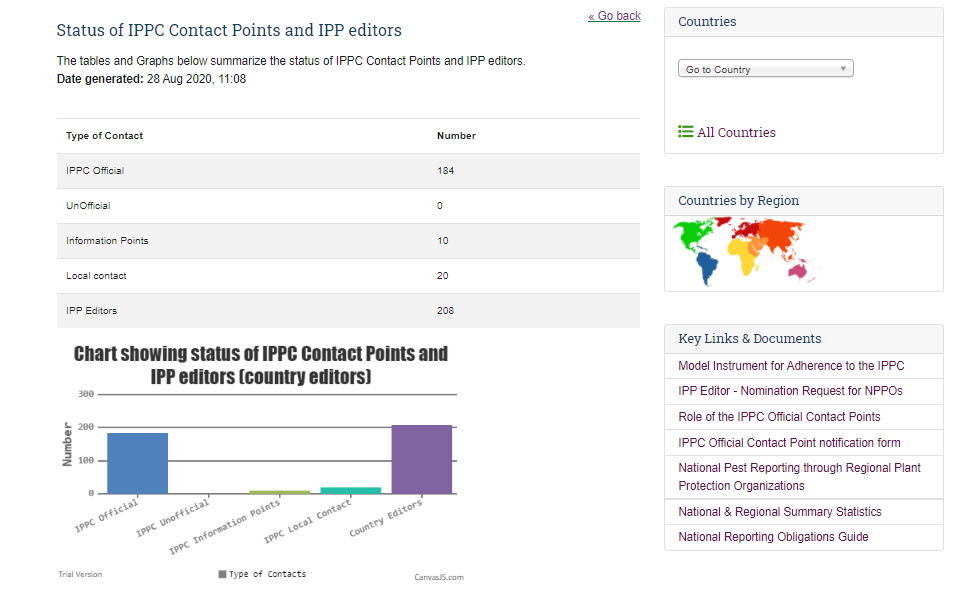 « Go back
Status of IPPC Contact Points and IPP editors
The tables and Graphs below summarize the status of IPPC Contact Points and IPP editors.
Date generated: 28 Aug 2020, 11:08
Type of Contact Number
IPPC Official 184
UnOfficial 0
Information Points 10
Local contact 20
IPP Editors 208
Chart showing status of IPPC Contact Points and
IPP editors (country editors)
Number
300
200
100
0
IPPC Official
IPPC Unofficial
IPPC Information Points
IPPC Local Contact
Country Editors
Trial Version
Type of Contacts
CanvasJS.com
Countries
Go to Country
All Countries
Countries by Region
Key Links & Documents
Model Instrument for Adherence to the IPPC
IPP Editor - Nomination Request for NPPOs
Role of the IPPC Official Contact Points
IPPC Official Contact Point notification form
National Pest Reporting through Regional Plant
Protection Organizations
National & Regional Summary Statistics
National Reporting Obligations Guide